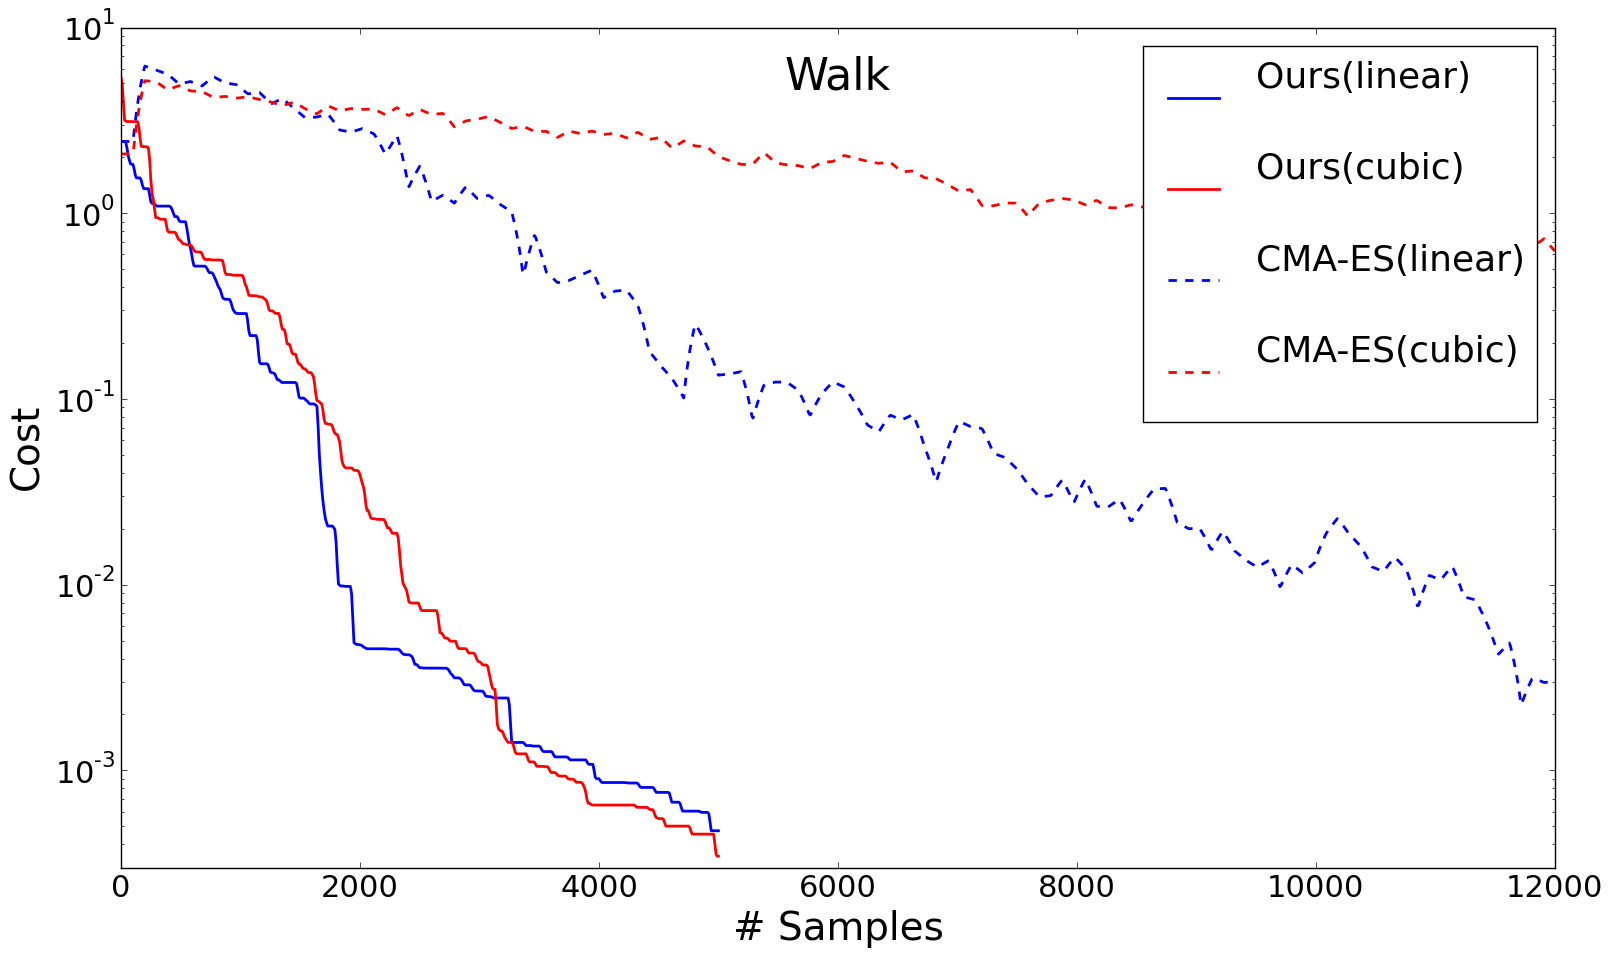 Walk
Ours(linear)
Ours(cubic)
CMA-ES(linear)
CMA-ES(cubic)
Cost
10^1
10^0
10^-1
10^-2
10^-3
0 2000 4000 6000 8000 10000 12000
# Samples